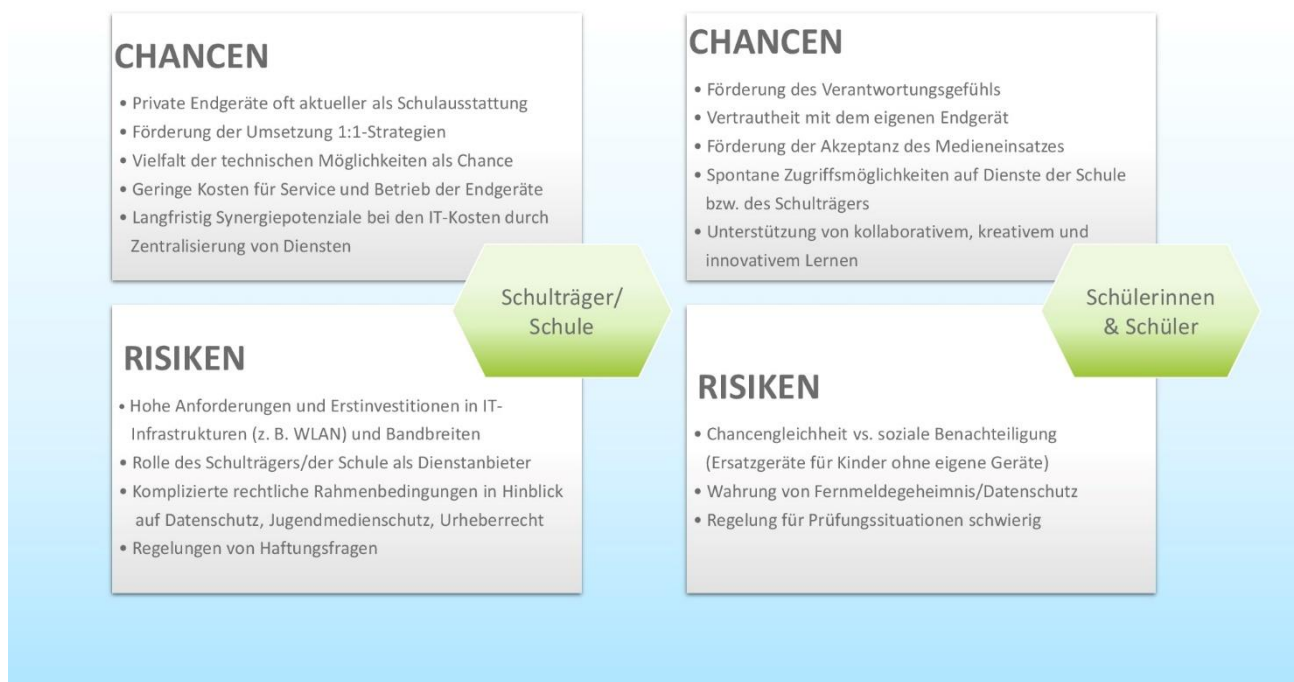 CHANCEN
• Private Endgeräte oft aktueller als Schulausstattung
• Förderung der Umsetzung 1:1-Strategien
• Vielfalt der technischen Möglichkeiten als Chance
• Geringe Kosten für Service und Betrieb der Endgeräte
• Langfristig Synergiepotenziale bei den IT-Kosten durch
Zentralisierung von Diensten
Schulträger/
Schule
RISIKEN
• Hohe Anforderungen und Erstinvestitionen in IT-
Infrastrukturen (z. B. WLAN) und Bandbreiten
• Rolle des Schulträgers/der Schule als Dienstanbieter
• Komplizierte rechtliche Rahmenbedingungen in Hinblick
auf Datenschutz, Jugendmedienschutz, Urheberrecht
• Regelungen von Haftungsfragen
CHANCEN
• Förderung des Verantwortungsgefühls
• Vertrautheit mit dem eigenen Endgerät
• Förderung der Akzeptanz des Medieneinsatzes
• Spontane Zugriffsmöglichkeiten auf Dienste der Schule
bzw. des Schulträgers
• Unterstützung von kollaborativem, kreativem und
innovativem Lernen
Schülerinnen
& Schüler
RISIKEN
• Chancengleichheit vs. soziale Benachteiligung
(Ersatzgeräte für Kinder ohne eigene Geräte)
• Wahrung von Fernmeldegeheimnis/Datenschutz
• Regelung für Prüfungssituationen schwierig